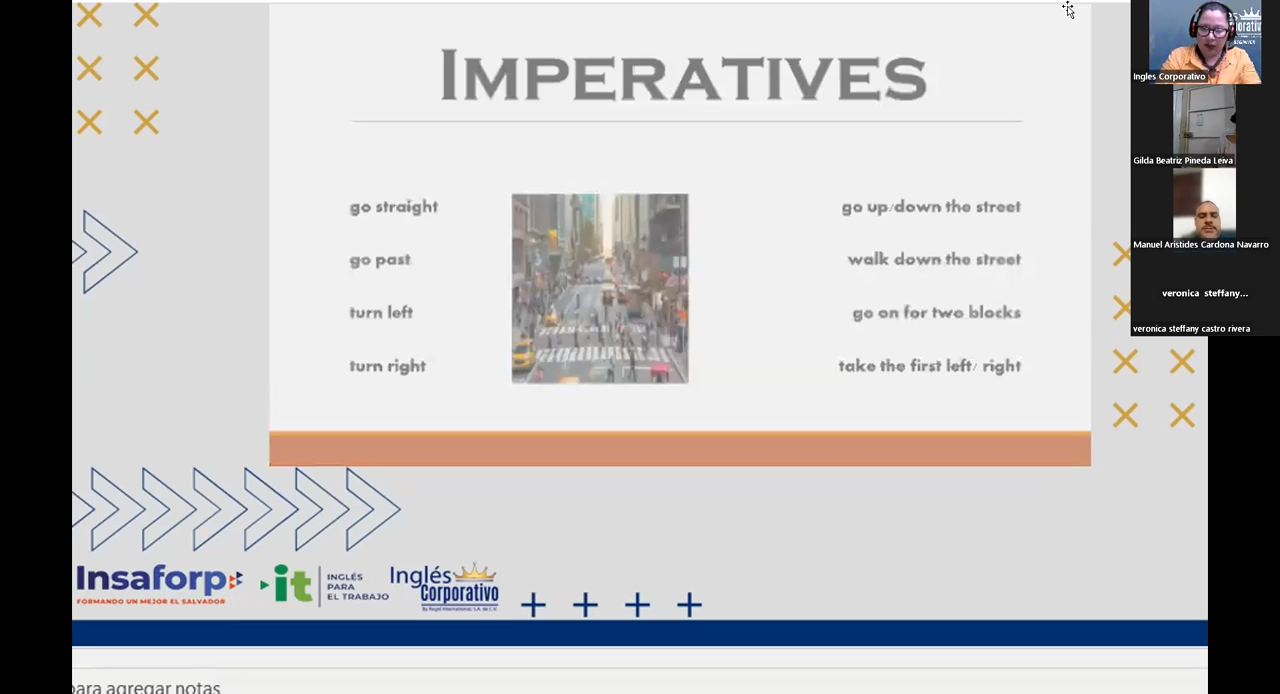 IMPERATIVES
go straight
go past
turn left
turn right
go up/down the street
walk down the street
go on for two blocks
take the first left/ right
Insaforp
FORMANDO UN MEJOR EL SALVADOR
it
INGLÉS
PARA
EL TRABAJO
Inglés
Corporativo
para agregar notas
Ingles Corporativo
Gilda Beatriz Pineda Leiva
Manuel Aristides Cardona Navarro
veronica steffany...
veronica steffany castro rivera